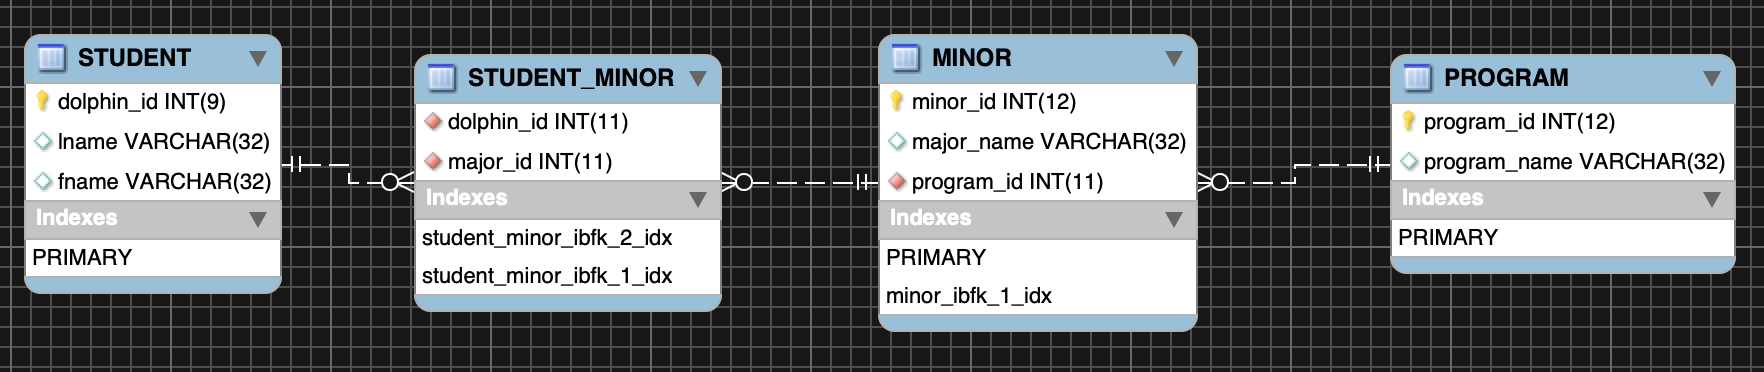 STUDENT
dolphin_id INT(9)
lname VARCHAR(32)
fname VARCHAR(32)
Indexes
PRIMARY
STUDENT_MINOR
dolphin_id INT(11)
major_id INT(11)
Indexes
student_minor_ibfk_2_idx
student_minor_ibfk_1_idx
MINOR
minor_id INT(12)
major_name VARCHAR(32)
program_id INT(11)
Indexes
PRIMARY
minor_ibfk_1_idx
PROGRAM
program_id INT(12)
program_name VARCHAR(32)
Indexes
PRIMARY